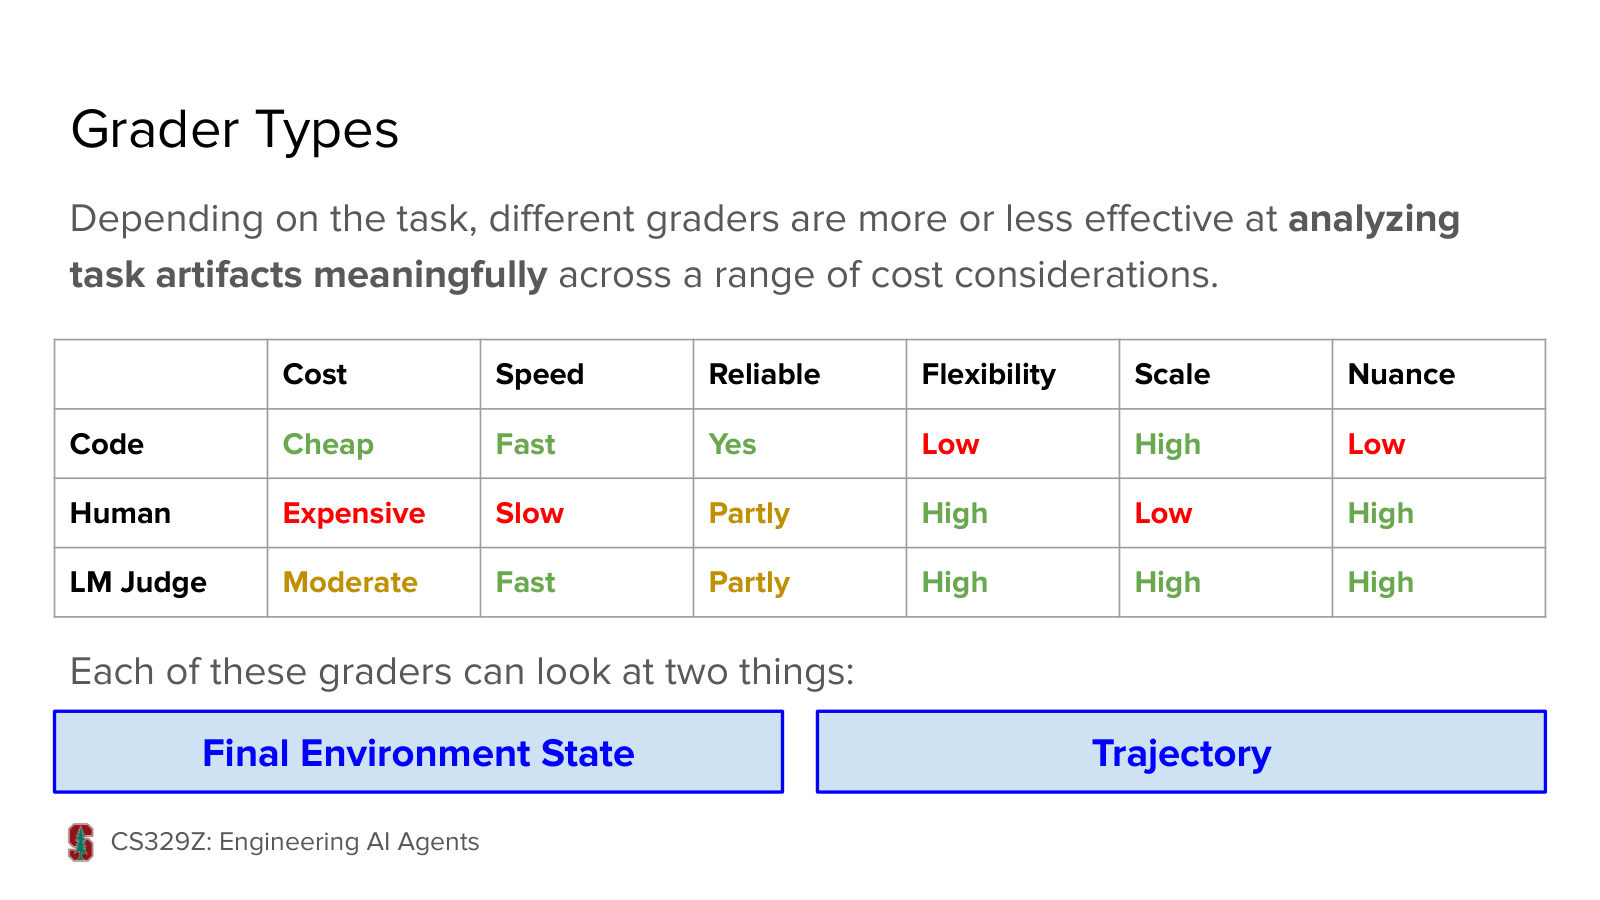 Grader Types
Depending on the task, different graders are more or less effective at analyzing
task artifacts meaningfully across a range of cost considerations.
Cost Speed Reliable Flexibility Scale Nuance
Code Cheap Fast Yes Low High Low
Human Expensive Slow Partly High Low High
LM Judge Moderate Fast Partly High High High
Each of these graders can look at two things:
Final Environment State Trajectory
CS329Z: Engineering AI Agents